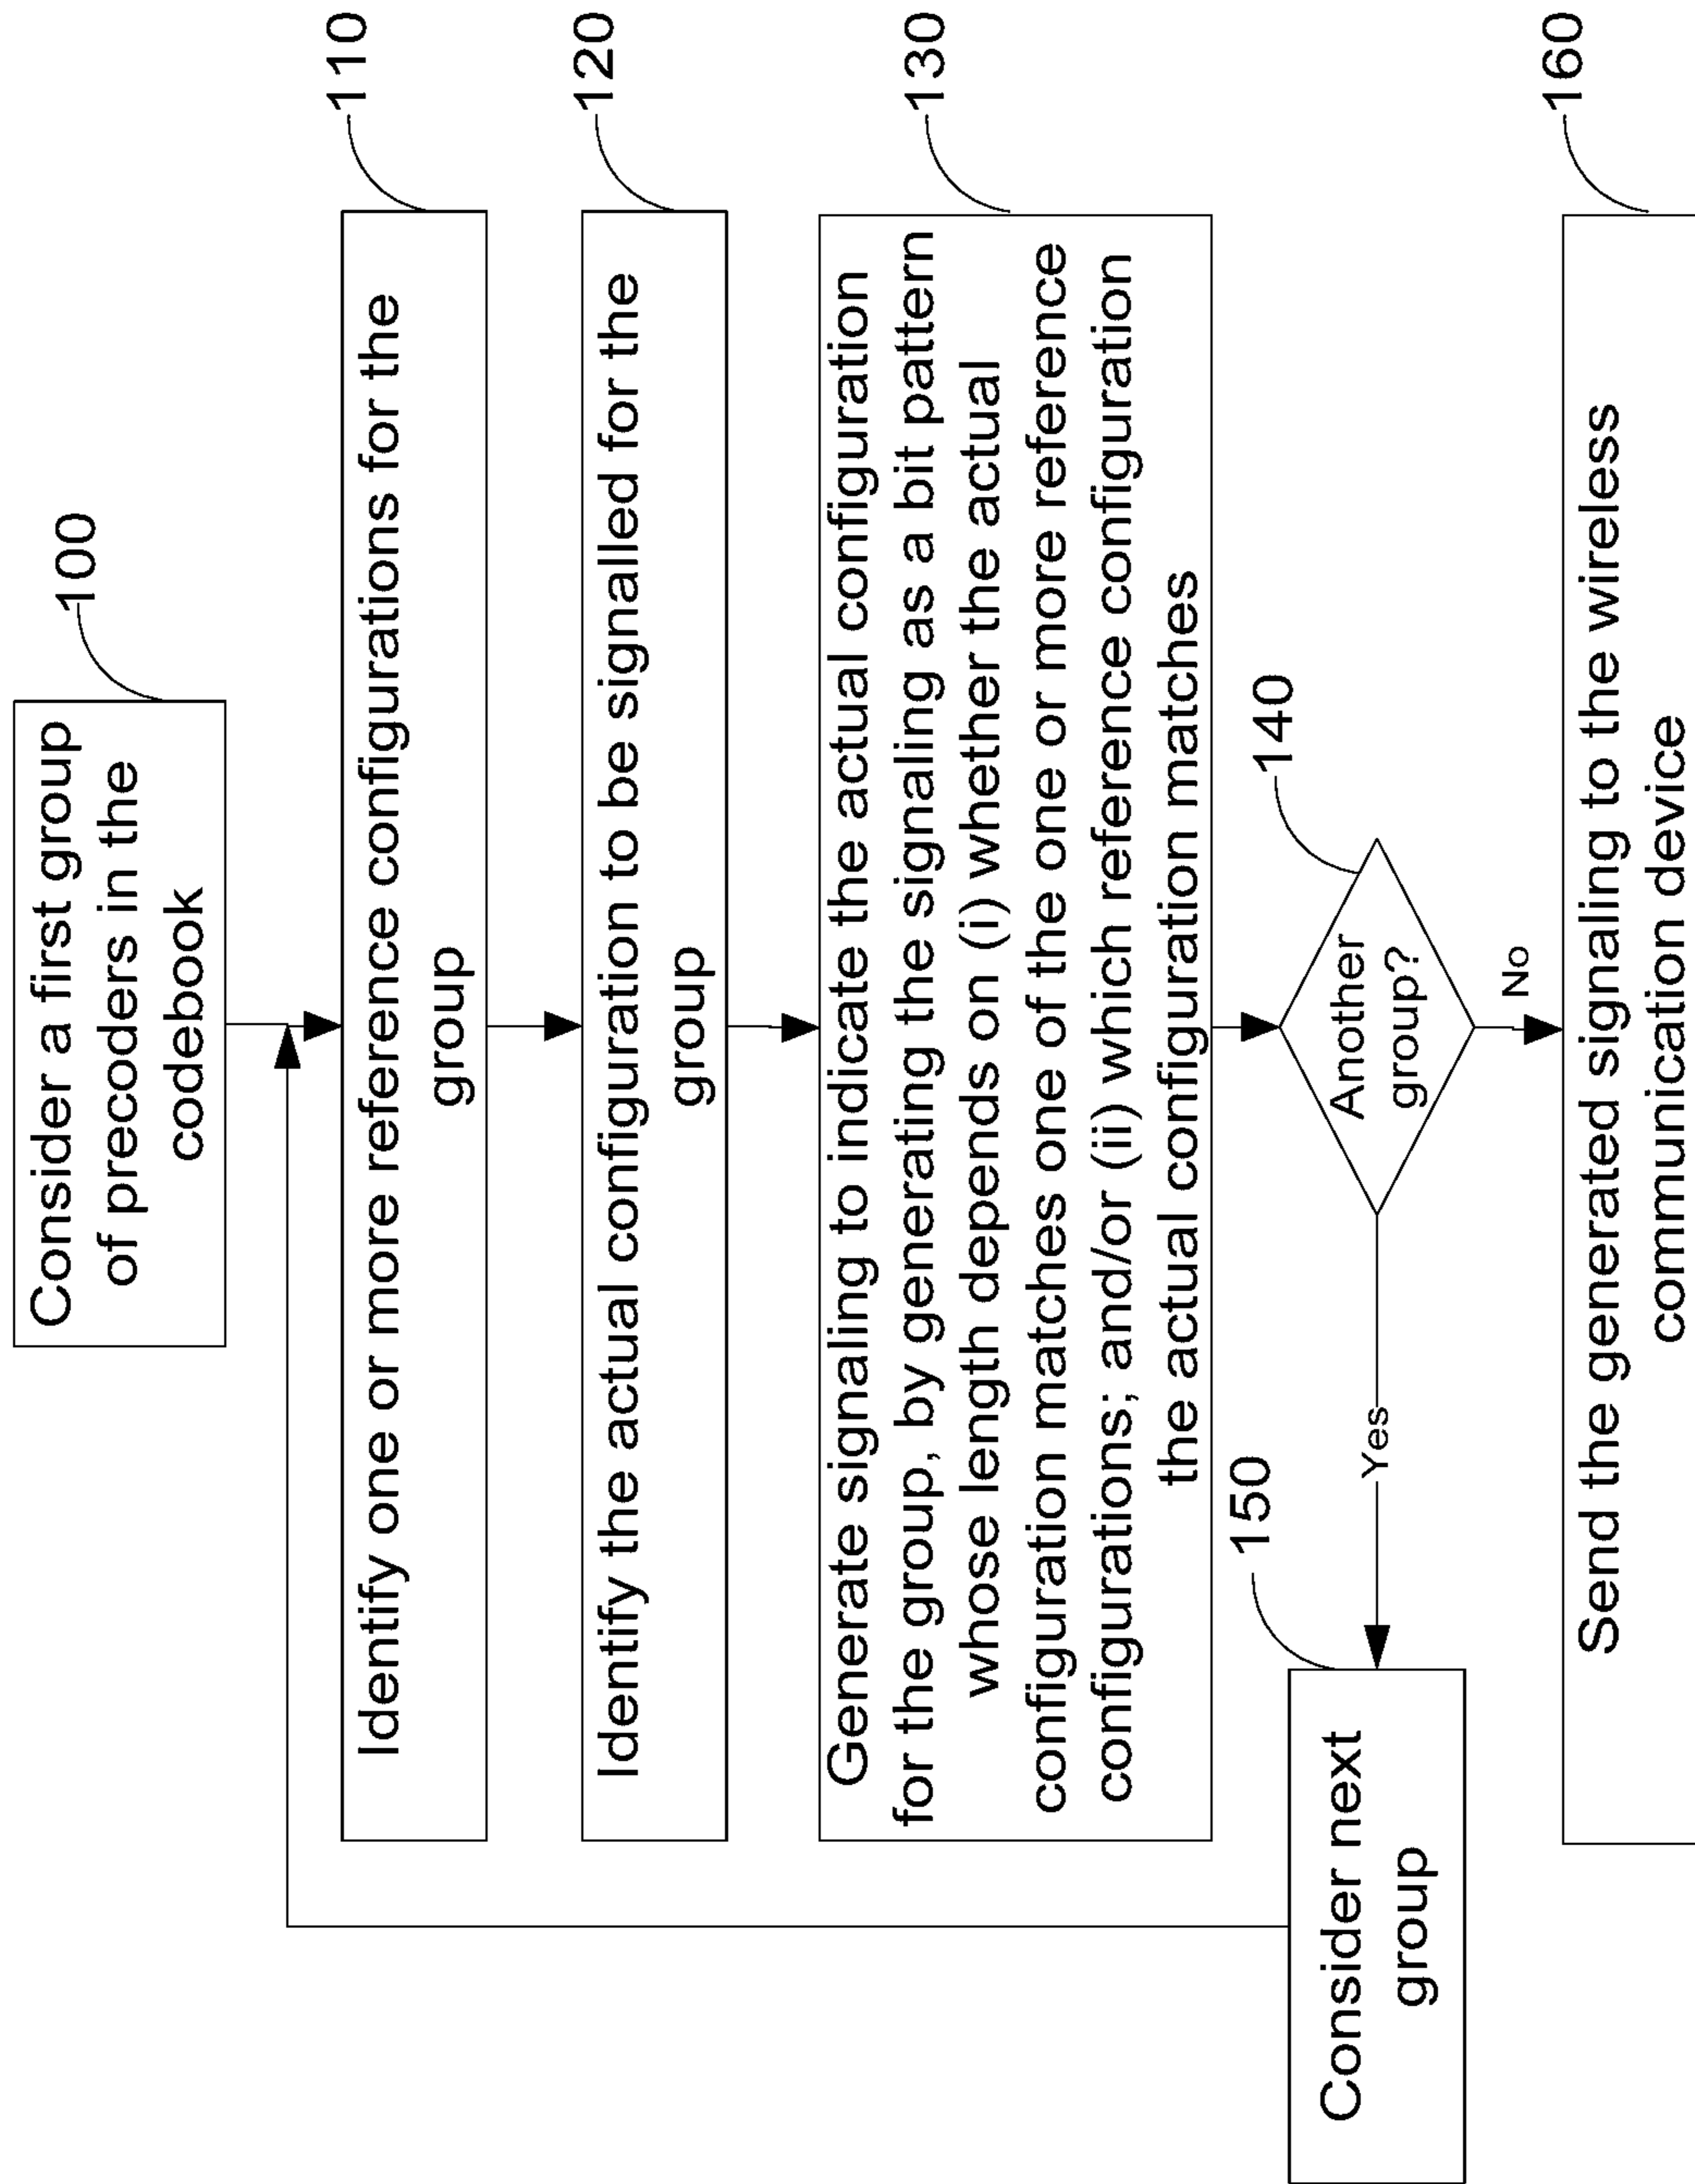 100
Consider a first group
of precoders in the
codebook
110
Identify one or more reference configurations for the
group
120
Identify the actual configuration to be signalled for the
group
130
Generate signaling to indicate the actual configuration
for the group, by generating the signaling as a bit pattern
whose length depends on (i) whether the actual
configuration matches one of the one or more reference
configurations; and/or (ii) which reference configuration
the actual configuration matches
140
Another
group?
Yes
No
150
Consider next
group
160
Send the generated signaling to the wireless
communication device